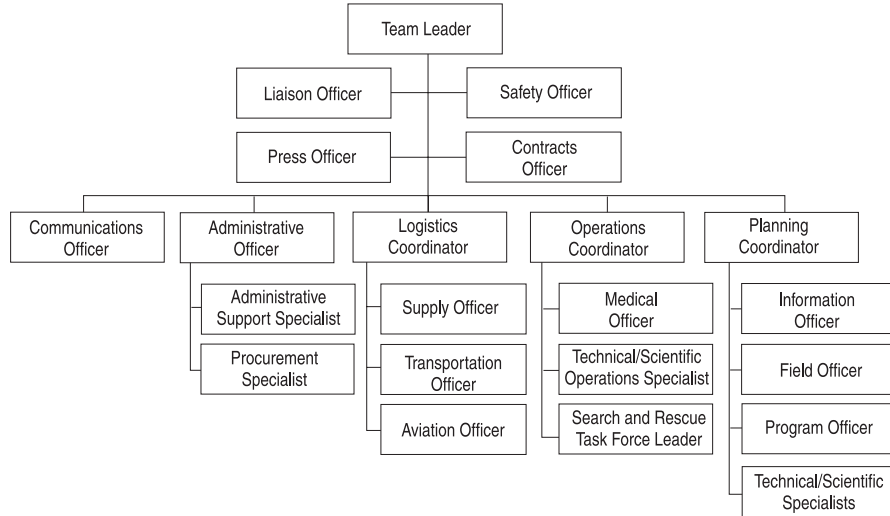 Team Leader
Liaison Officer
Safety Officer
Press Officer
Contracts
Officer
Communications
Officer
Administrative
Officer
Logistics
Coordinator
Operations
Coordinator
Planning
Coordinator
Administrative
Support Specialist
Procurement
Specialist
Supply Officer
Transportation
Officer
Aviation Officer
Medical
Officer
Technical/Scientific
Operations Specialist
Search and Rescue
Task Force Leader
Information
Officer
Field Officer
Program Officer
Technical/Scientific
Specialists